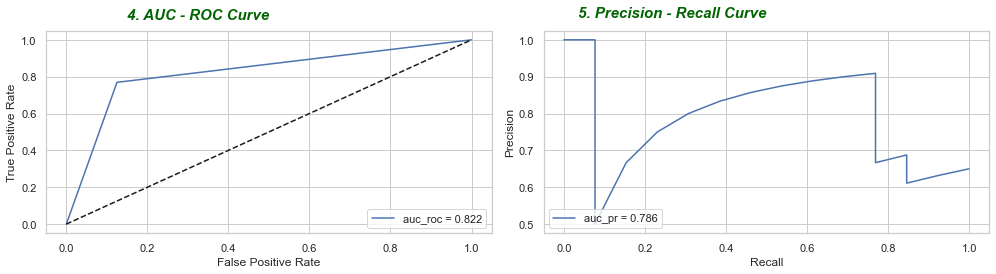 4. AUC - ROC Curve
1.0
0.8
0.6
0.4
0.2
0.0
True Positive Rate
0.0 0.2 0.4 0.6 0.8 1.0
False Positive Rate
auc_roc = 0.822
5. Precision - Recall Curve
1.0
0.9
0.8
0.7
0.6
0.5
Precision
0.0 0.2 0.4 0.6 0.8 1.0
Recall
auc_pr = 0.786